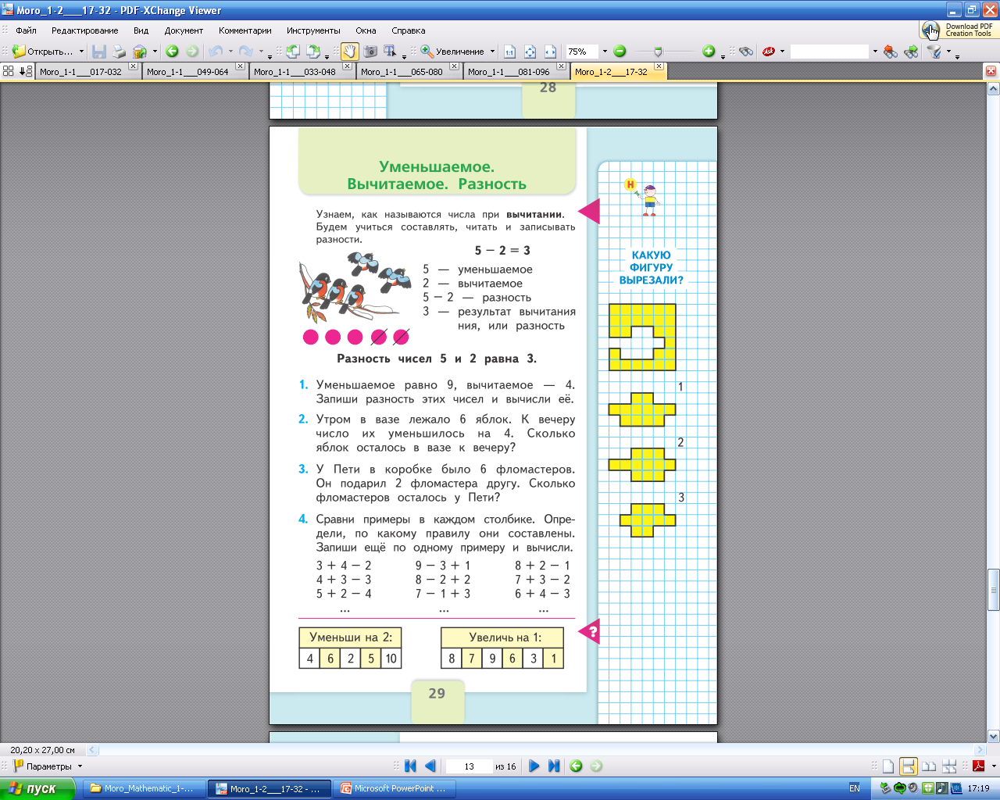 Moro_1-2___17-32 - PDF-XChange Viewer
Файл Редактирование Вид Документ Комментарии Инструменты Окна Справка
Download PDF
Creation Tools
Открыть... Увеличение 75%
Moro_1-1___017-032 Moro_1-1___049-064 Moro_1-1___033-048 Moro_1-1___065-080 Moro_1-1___081-096 Moro_1-2___17-32
28
Уменьшаемое.
Вычитаемое. Разность
Узнаем, как называются числа при вычитании.
Будем учиться составлять, читать и записывать
разности.
5 − 2 = 3
5 — уменьшаемое
2 — вычитаемое
5 − 2 — разность
3 — результат вычитания
ния, или разность
Разность чисел 5 и 2 равна 3.
1. Уменьшаемое равно 9, вычитаемое — 4.
Запиши разность этих чисел и вычисли её.
2. Утром в вазе лежало 6 яблок. К вечеру
число их уменьшилось на 4. Сколько
яблок осталось в вазе к вечеру?
3. У Пети в коробке было 6 фломастеров.
Он подарил 2 фломастера другу. Сколько
фломастеров осталось у Пети?
4. Сравни примеры в каждом столбике. Опре-
дели, по какому правилу они составлены.
Запиши ещё по одному примеру и вычисли.
3 + 4 − 2 9 − 3 + 1 8 + 2 − 1
4 + 3 − 3 8 − 2 + 2 7 + 3 − 2
5 + 2 − 4 7 − 1 + 3 6 + 4 − 3
... ... ...
Уменьши на 2:
4 6 2 5 10
Увеличь на 1:
8 7 9 6 3 1
?
29
Н
КАКУЮ
ФИГУРУ
ВЫРЕЗАЛИ?
1
2
3
20,20 x 27,00 см
Параметры 13 из 16
пуск Moro_Mathematic_1-... Moro_1-2___17-32 - ... Microsoft PowerPoint ... EN 17:19